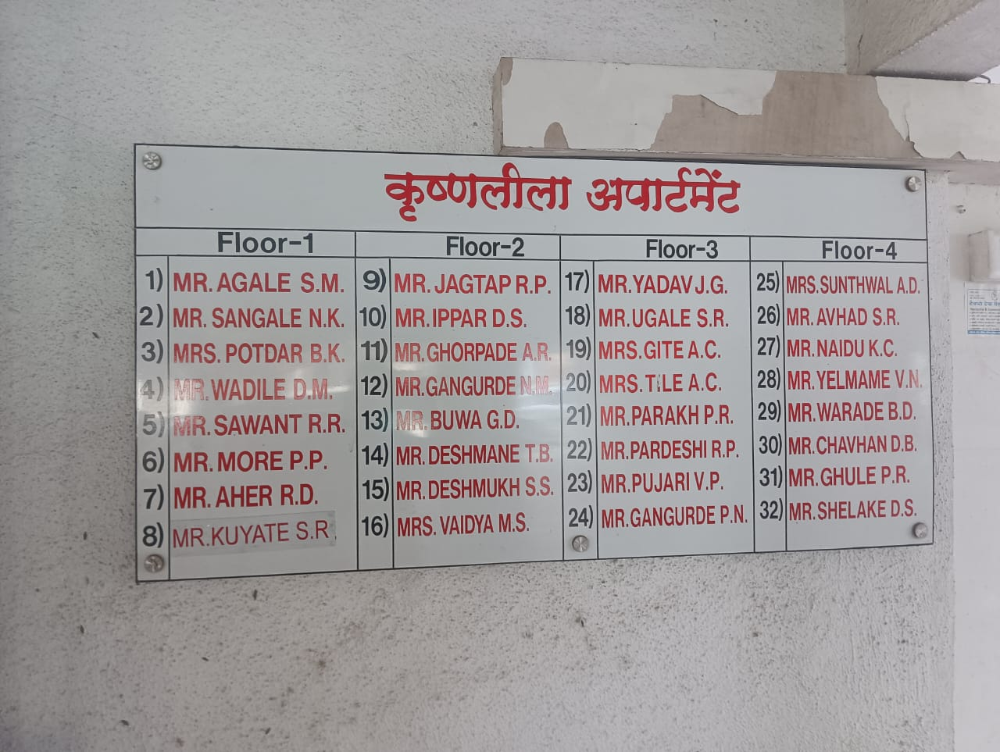 कृष्णलीला अपार्टमेंट
Floor-1
1) MR. AGALE S.M.
2) MR. SANGALE N.K.
3) MRS. POTDAR B.K.
4) MR. WADILE D.M.
5) MR. SAWANT R.R.
6) MR. MORE P.P.
7) MR. AHER R.D.
8) MR.KUYATE S.R.
Floor-2
9) MR. JAGTAP R.P.
10) MR. IPPAR D.S.
11) MR.GHORPADE A.R.
12) MR.GANGURDE N.M.
13) MR. BUWA G.D.
14) MR. DESHMANE T.B.
15) MR. DESHMUKH S.S.
16) MRS. VAIDYA M.S.
Floor-3
17) MR.YADAV J.G.
18) MR.UGALE S.R.
19) MRS.GITE A.C.
20) MRS. A.C.
21) MR.PARAKH P.R.
22) MR.PARDESHI R.P.
23) MR.PUJARI V.P.
24) MR.GANGURDE P.N.
Floor-4
25) MRS.SUNTHWAL A.D.
26) MR. AVHAD S.R.
27) MR.NAIDU K.C.
28) MR.YELMAME V.N.
29) MR.WARADE B.D.
30) MR.CHAVHAN D.B.
31) MR.GHULE P.R.
32) MR.SHELAKE D.S.